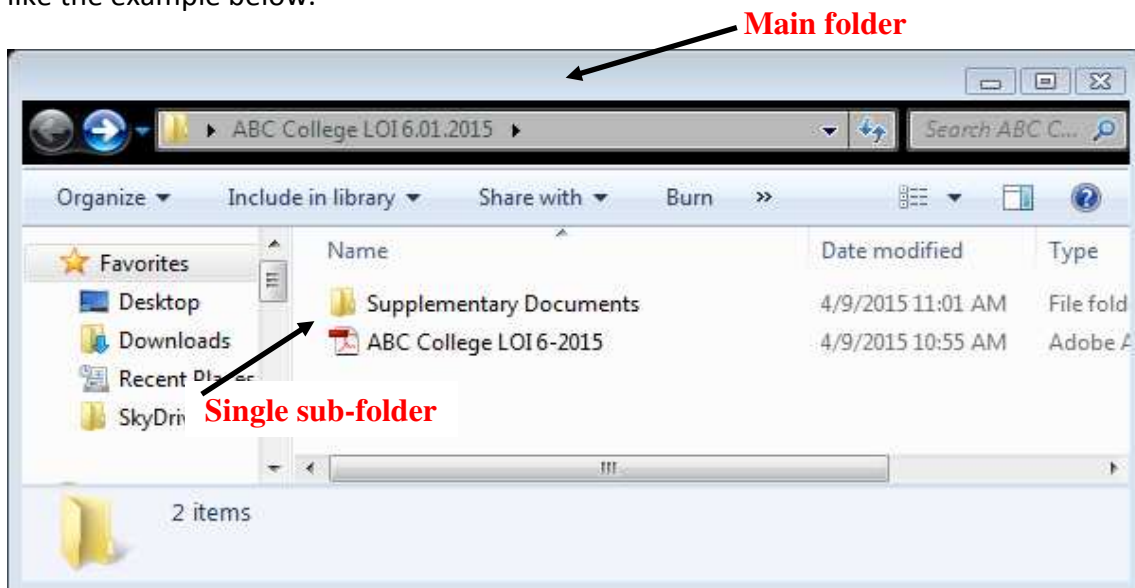 like the example below.
Main folder
ABC College LOI 6.01.2015
Search ABC C...
Organize Include in library Share with Burn »
Name Date modified Type
Favorites
Desktop
Downloads
Recent
SkyDri
Supplementary Documents 4/9/2015 11:01 AM File fold
ABC College LOI 6-2015 4/9/2015 10:55 AM Adobe A
Single sub-folder
2 items